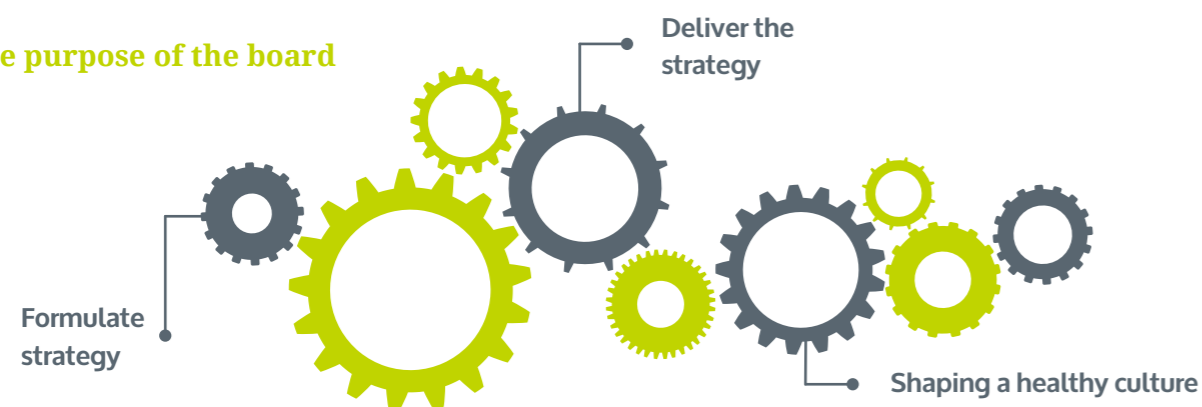 e purpose of the board
Deliver the
strategy
Formulate
strategy
Shaping a healthy culture